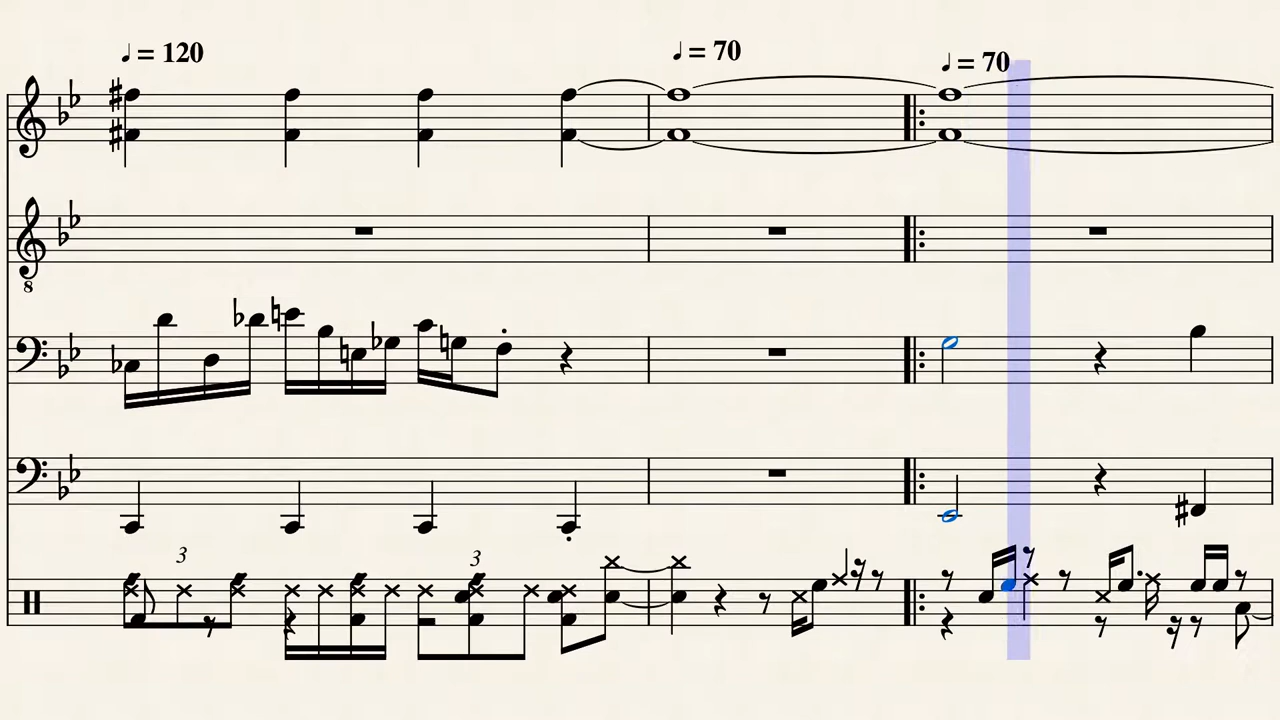 ♩ = 120
♩ = 70
♩ = 70
8
3
3